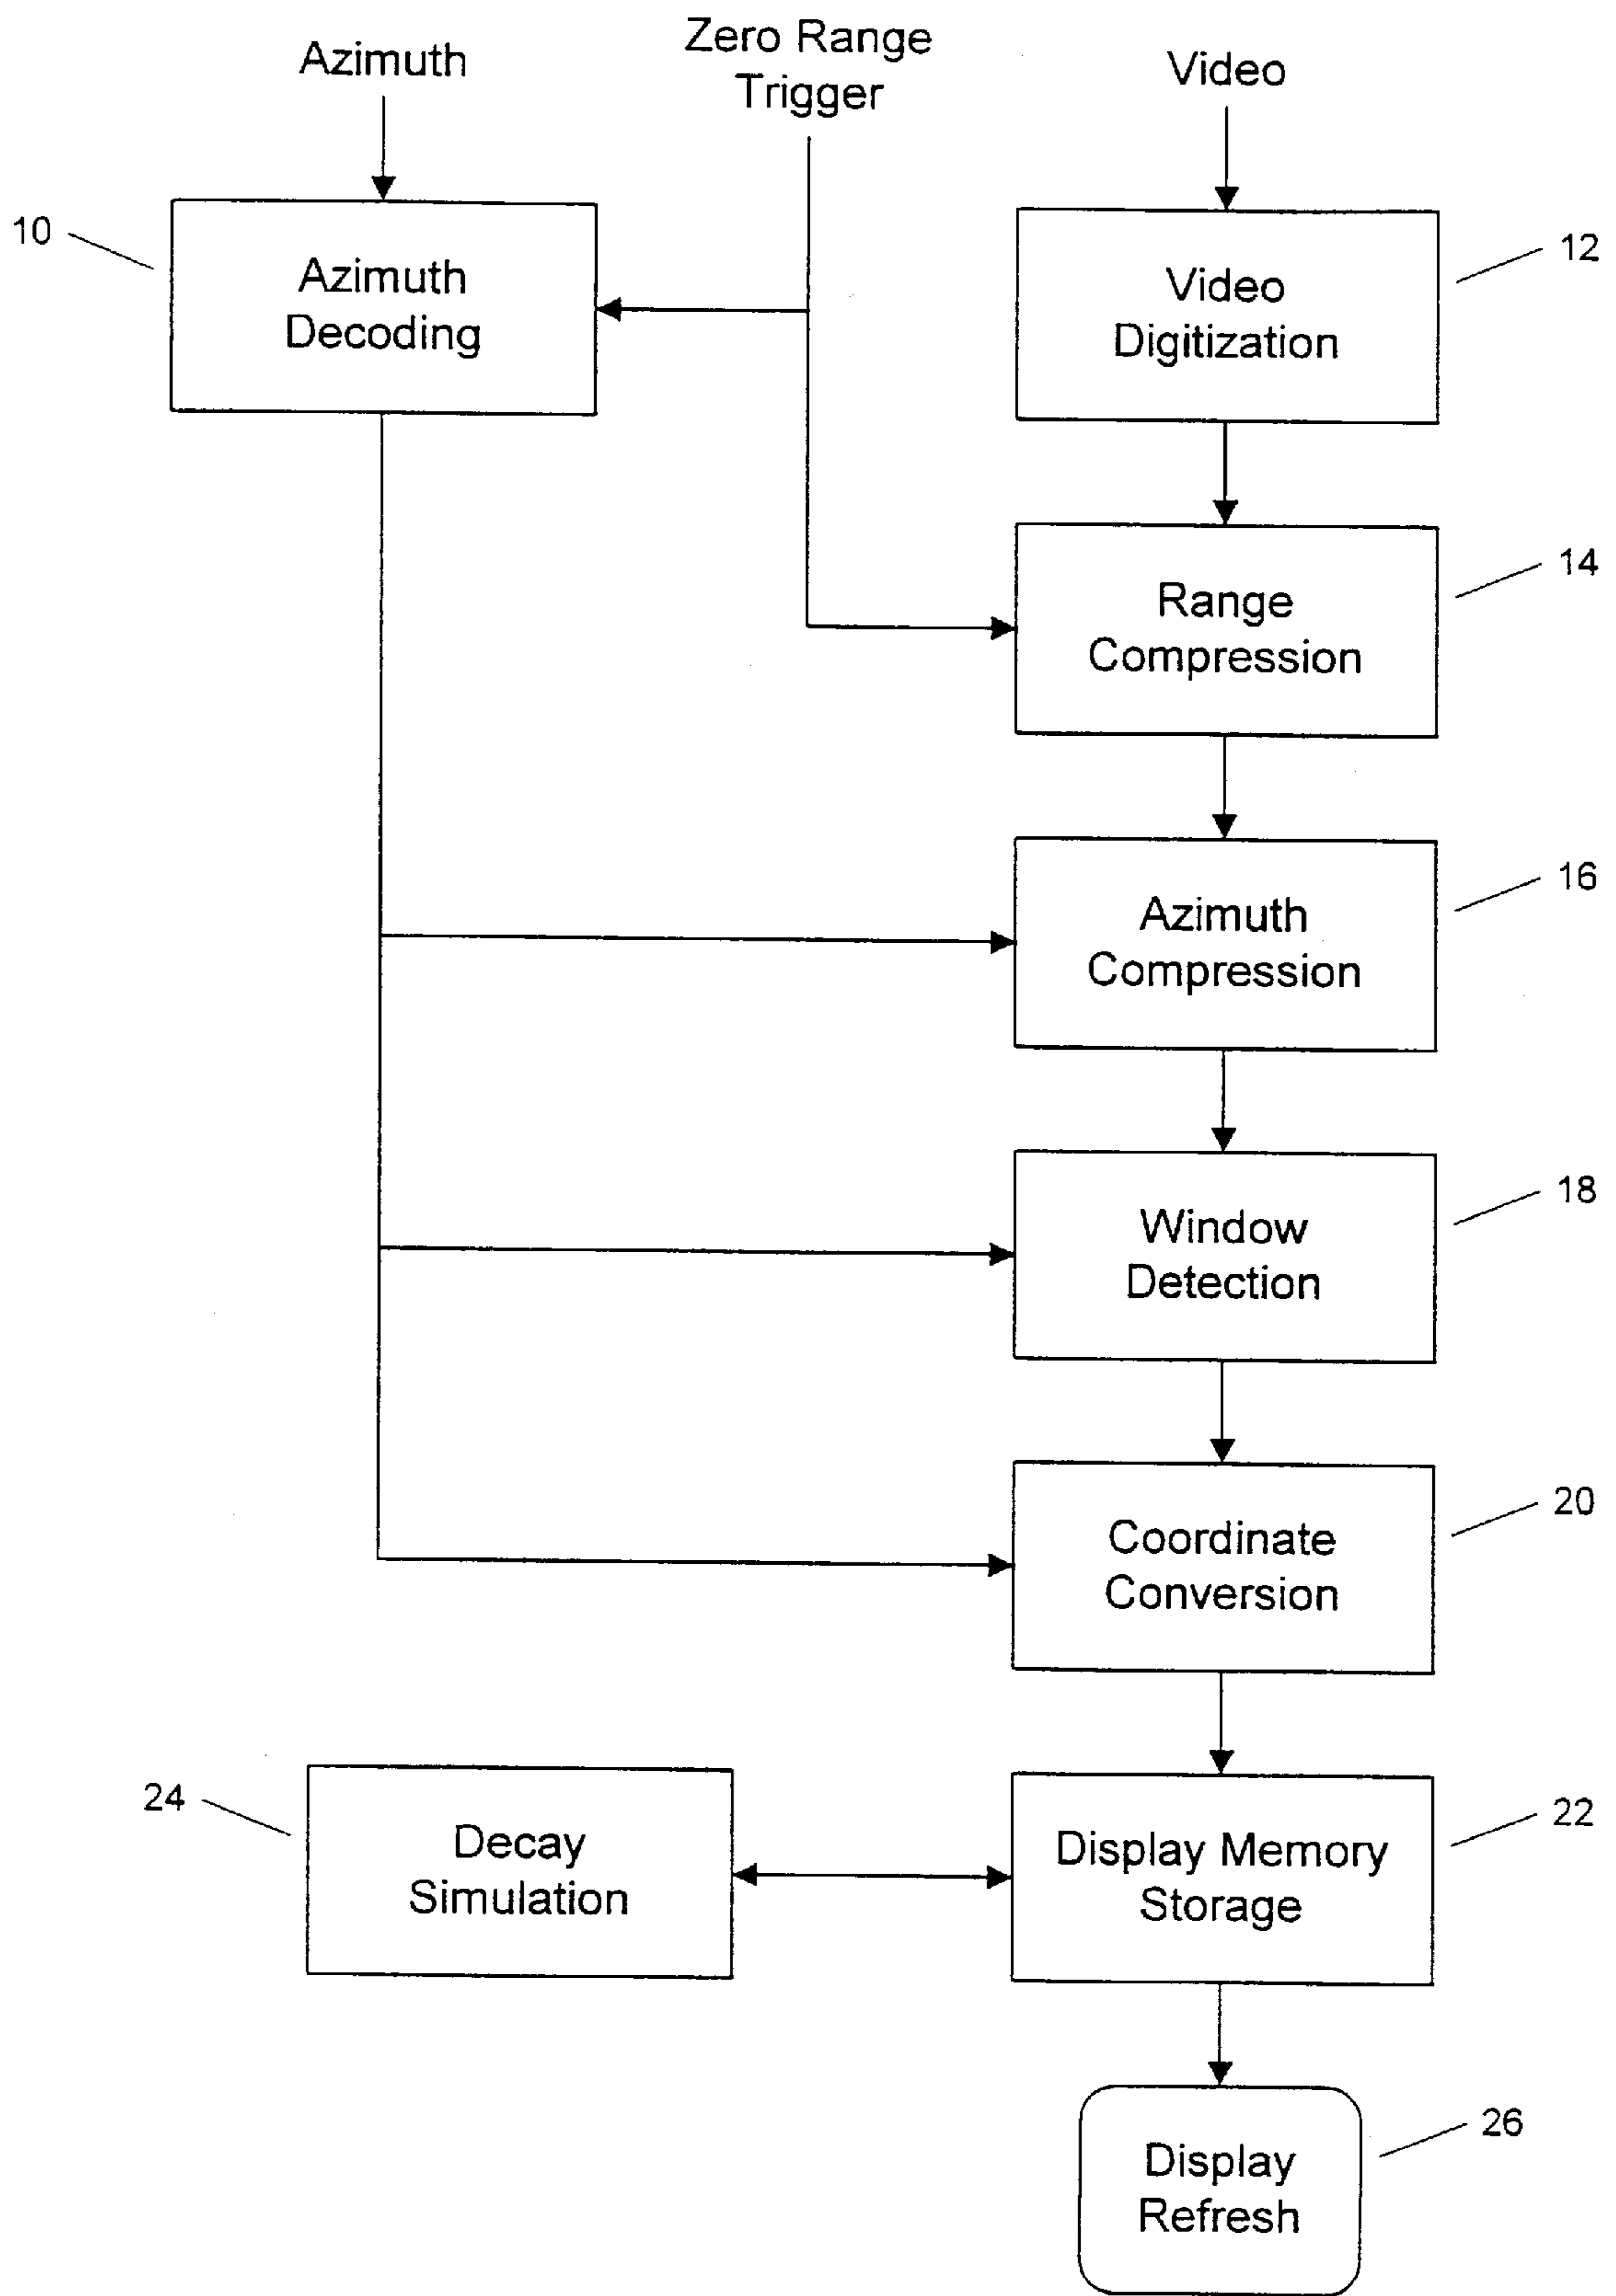 Azimuth
Zero Range
Trigger
Video
10
Azimuth
Decoding
12
Video
Digitization
14
Range
Compression
16
Azimuth
Compression
18
Window
Detection
20
Coordinate
Conversion
24
Decay
Simulation
22
Display Memory
Storage
26
Display
Refresh